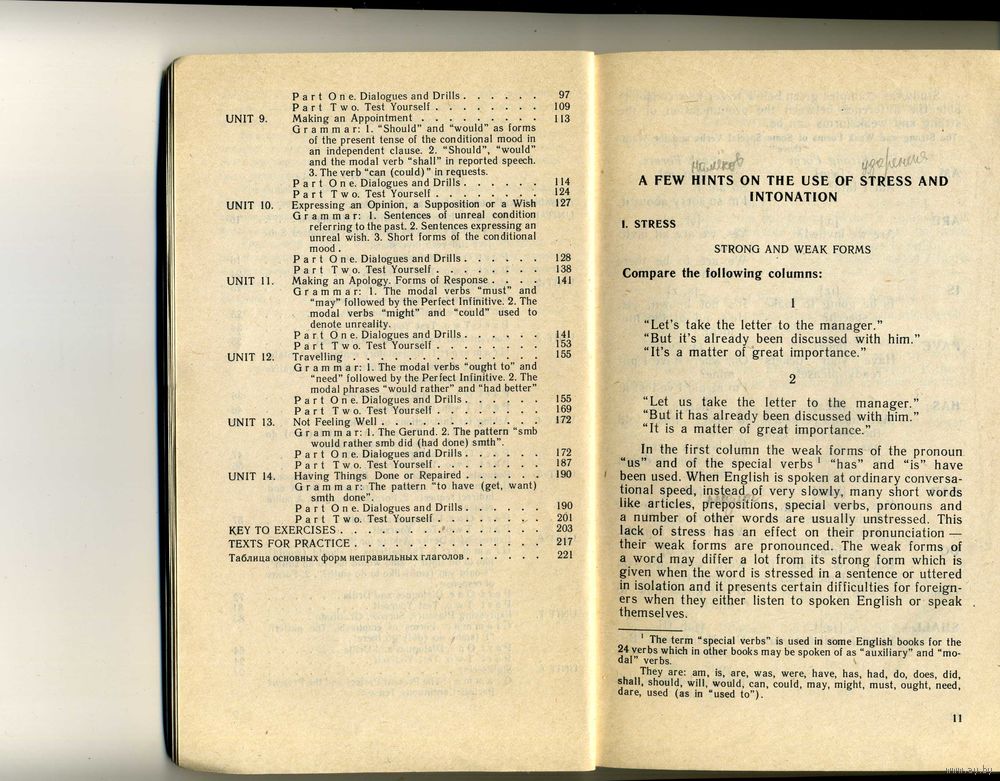 Part One. Dialogues and Drills . . . . . . 97
Part Two. Test Yourself . . . . . . . . 109
UNIT 9. Making an Appointment . . . . . . . . . 113
Grammar: 1. “Should” and “would” as forms
of the present tense of the conditional mood in
an independent clause. 2. “Should”, “would”
and the modal verb “shall” in reported speech.
3. The verb “can (could)” in requests.
Part One. Dialogues and Drills . . . . . . 114
Part Two. Test Yourself . . . . . . . . 124
UNIT 10. Expressing an Opinion, a Supposition or a Wish 127
Grammar: 1. Sentences of unreal condition
referring to the past. 2. Sentences expressing an
unreal wish. 3. Short forms of the conditional
mood .
Part One. Dialogues and Drills . . . . . . 128
Part Two. Test Yourself . . . . . . . . 138
UNIT 11. Making an Apology. Forms of Response . . . . 141
Grammar: 1. The modal verbs “must” and
“may” followed by the Perfect Infinitive. 2. The
modal verbs “might” and “could” used to
denote unreality.
Part One. Dialogues and Drills . . . . . . 141
Part Two. Test Yourself . . . . . . . . 153
UNIT 12. Travelling . . . . . . . . . . . . . 155
Grammar: 1. The modal verbs “ought to” and
“need” followed by the Perfect Infinitive. 2. The
modal phrases “would rather” and “had better”
Part One. Dialogues and Drills . . . . . . 155
Part Two. Test Yourself . . . . . . . . 169
UNIT 13. Not Feeling Well . . . . . . . . . . . 172
Grammar: 1. The Gerund. 2. The pattern “smb
would rather smb did (had done) smth”.
Part One. Dialogues and Drills . . . . . . 172
Part Two. Test Yourself . . . . . . . . 187
UNIT 14. Having Things Done or Repaired . . . . . . 190
Grammar: The pattern “to have (get, want)
smth done”.
Part One. Dialogues and Drills . . . . . . 190
Part Two. Test Yourself . . . . . . . . 201
KEY TO EXERCISES . . . . . . . . . . . . . . . 203
TEXTS FOR PRACTICE . . . . . . . . . . . . . . 217
Таблица основных форм неправильных глаголов . . . . . . 221
намёков ударения
A FEW HINTS ON THE USE OF STRESS AND
INTONATION
I. STRESS
STRONG AND WEAK FORMS
Compare the following columns:
1
“Let's take the letter to the manager.”
“But it's already been discussed with him.”
“It's a matter of great importance.”
2
“Let us take the letter to the manager.”
“But it has already been discussed with him.”
“It is a matter of great importance.”
In the first column the weak forms of the pronoun
“us” and of the special verbs ¹ “has” and “is” have
been used. When English is spoken at ordinary conversa-
tional speed, instead of very slowly, many short words
like articles, prepositions, special verbs, pronouns and
a number of other words are usually unstressed. This
lack of stress has an effect on their pronunciation —
their weak forms are pronounced. The weak forms of
a word may differ a lot from its strong form which is
given when the word is stressed in a sentence or uttered
in isolation and it presents certain difficulties for foreign-
ers when they either listen to spoken English or speak
themselves.
¹ The term “special verbs” is used in some English books for the
24 verbs which in other books may be spoken of as “auxiliary” and “mo-
dal” verbs.
They are: am, is, are, was, were, have, has, had, do, does, did,
shall, should, will, would, can, could, may, might, must, ought, need,
dare, used (as in “used to”).
11
www.ay.by